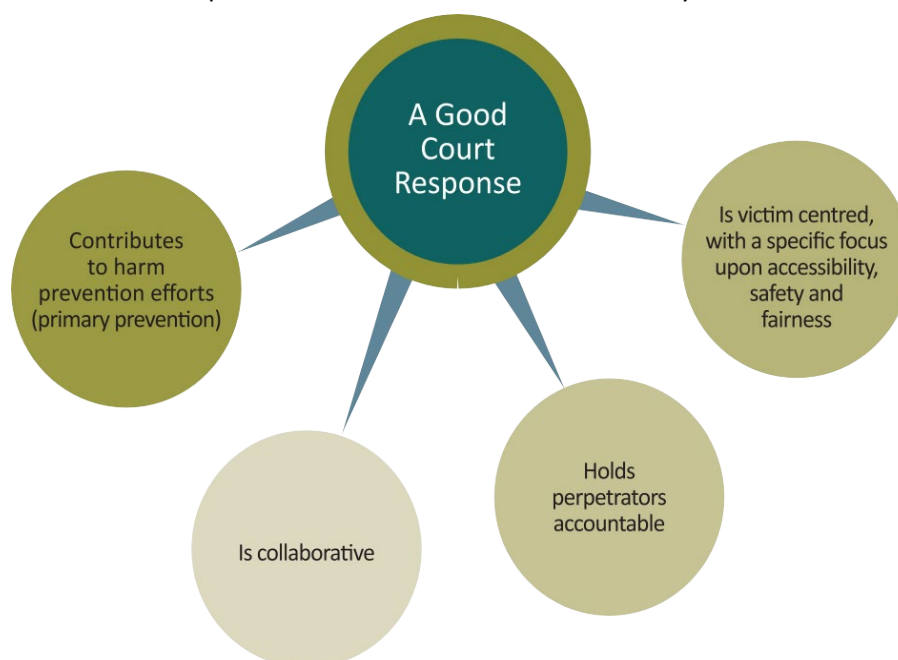 A Good
Court
Response
Contributes
to harm
prevention efforts
(primary prevention)
Is victim centred,
with a specific focus
upon accessibility,
safety and
fairness
Holds
perpetrators
accountable
Is collaborative